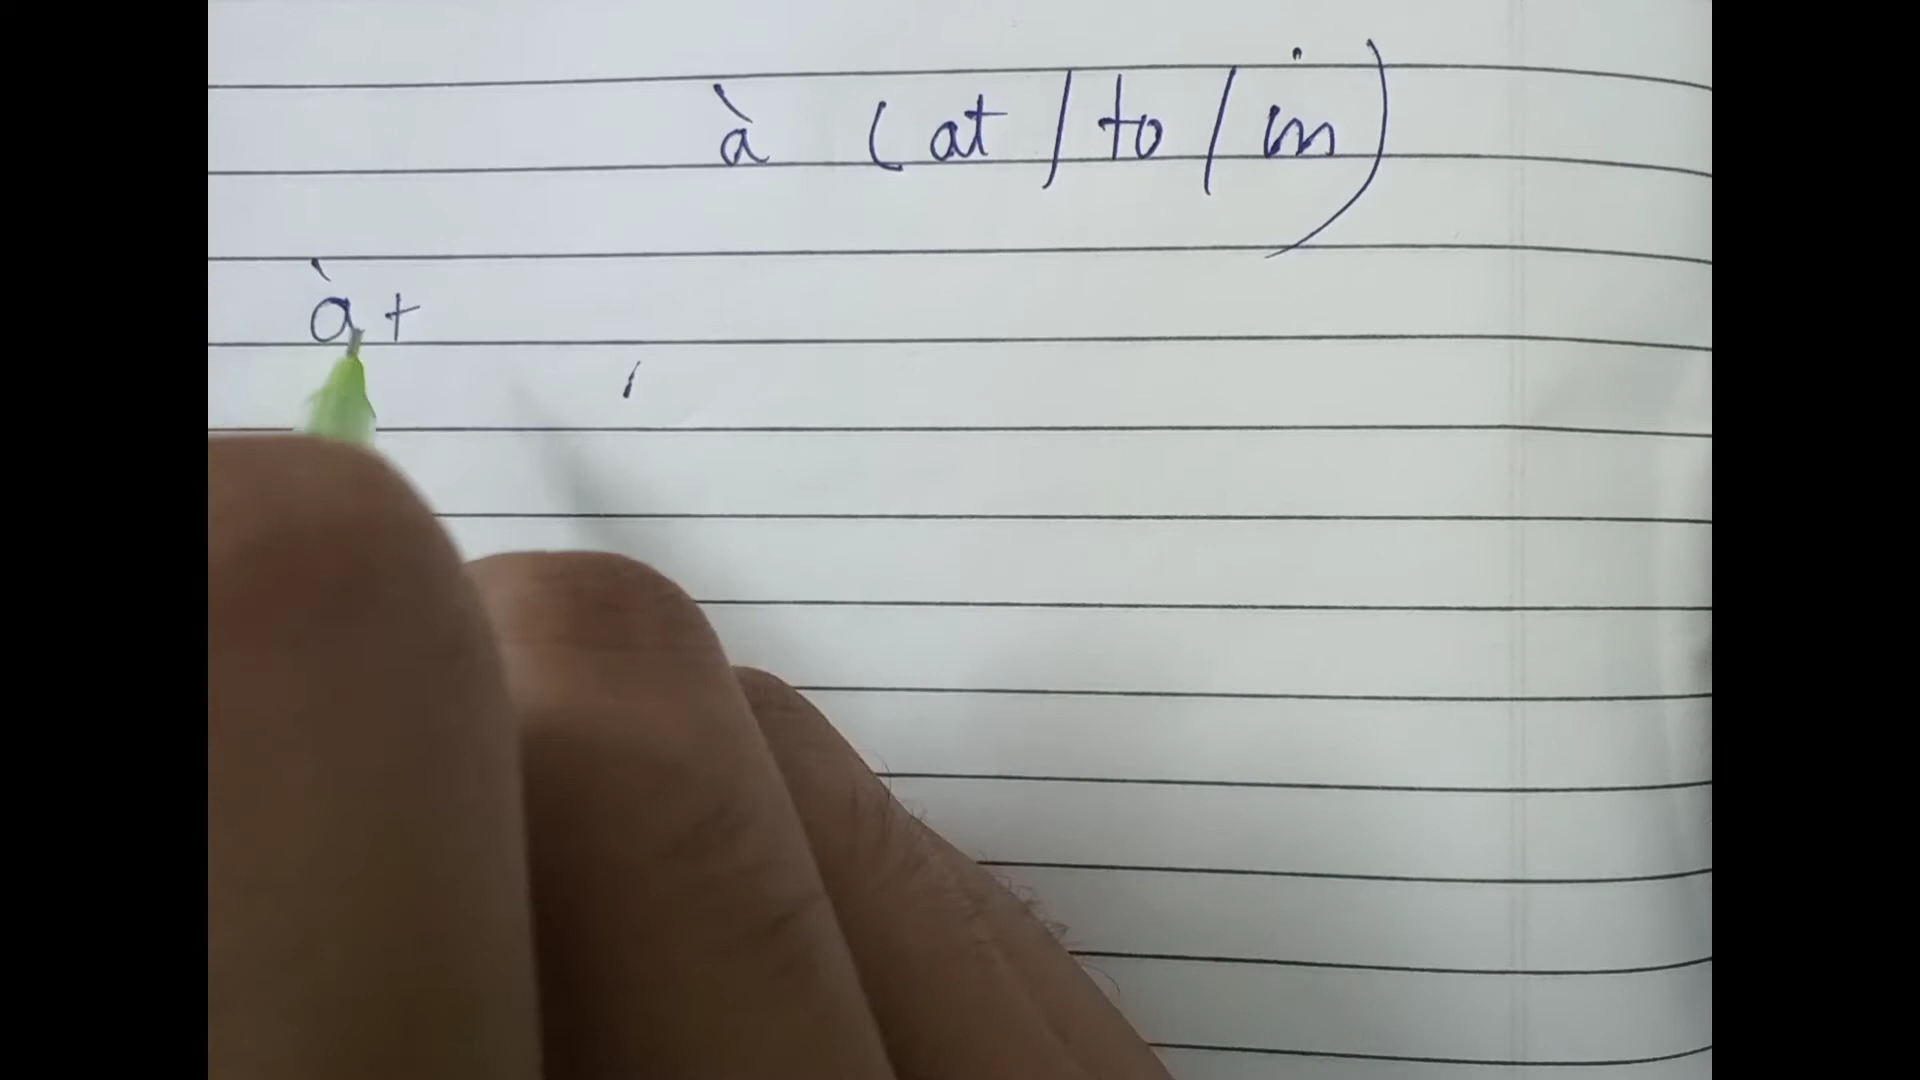 à (at / to / in)
à +